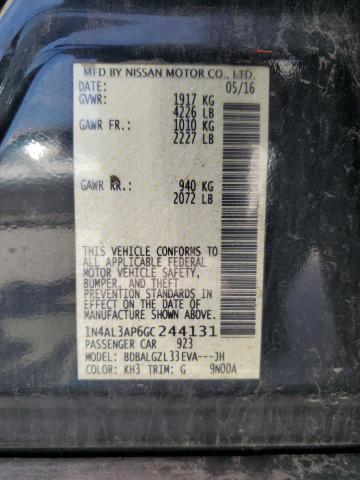 MFD BY NISSAN MOTOR CO., LTD.
DATE: 05/16
GVWR: 1917 KG
4226 LB
GAWR FR: 1010 KG
2227 LB
GAWR RR: 940 KG
2072 LB
THIS VEHICLE CONFORMS TO
ALL APPLICABLE FEDERAL
MOTOR VEHICLE SAFETY,
BUMPER, AND THEFT
PREVENTION STANDARDS IN
EFFECT ON THE DATE OF
MANUFACTURE SHOWN ABOVE.
1N4AL3AP6GC244131
PASSENGER CAR 923
MODEL: BDBALGZL33EVA---JH
COLOR: KH3 TRIM: G 9N00A